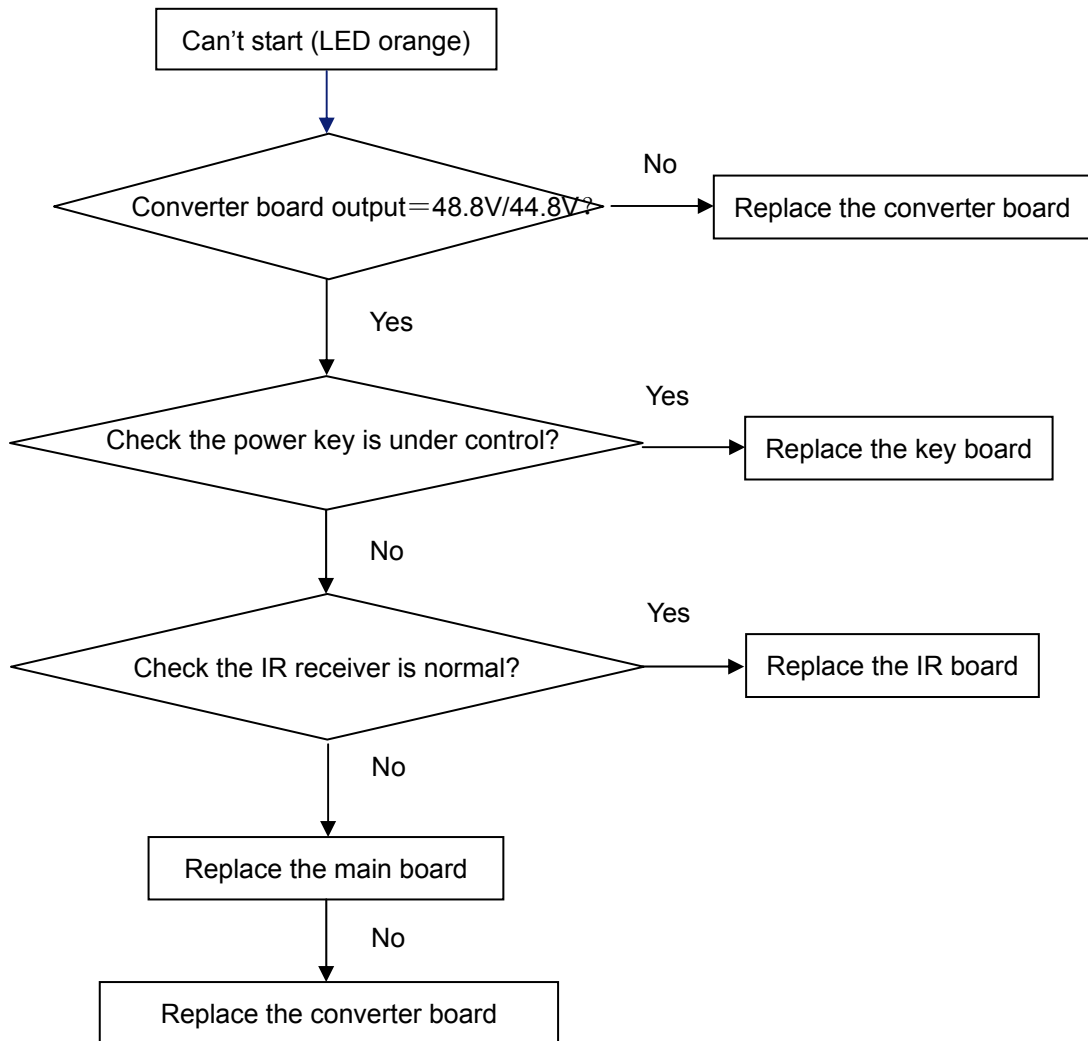 Can’t start (LED orange)
No
Converter board output＝48.8V/44.8V?
Replace the converter board
Yes
Yes
Check the power key is under control?
Replace the key board
No
Yes
Check the IR receiver is normal?
Replace the IR board
No
Replace the main board
No
Replace the converter board